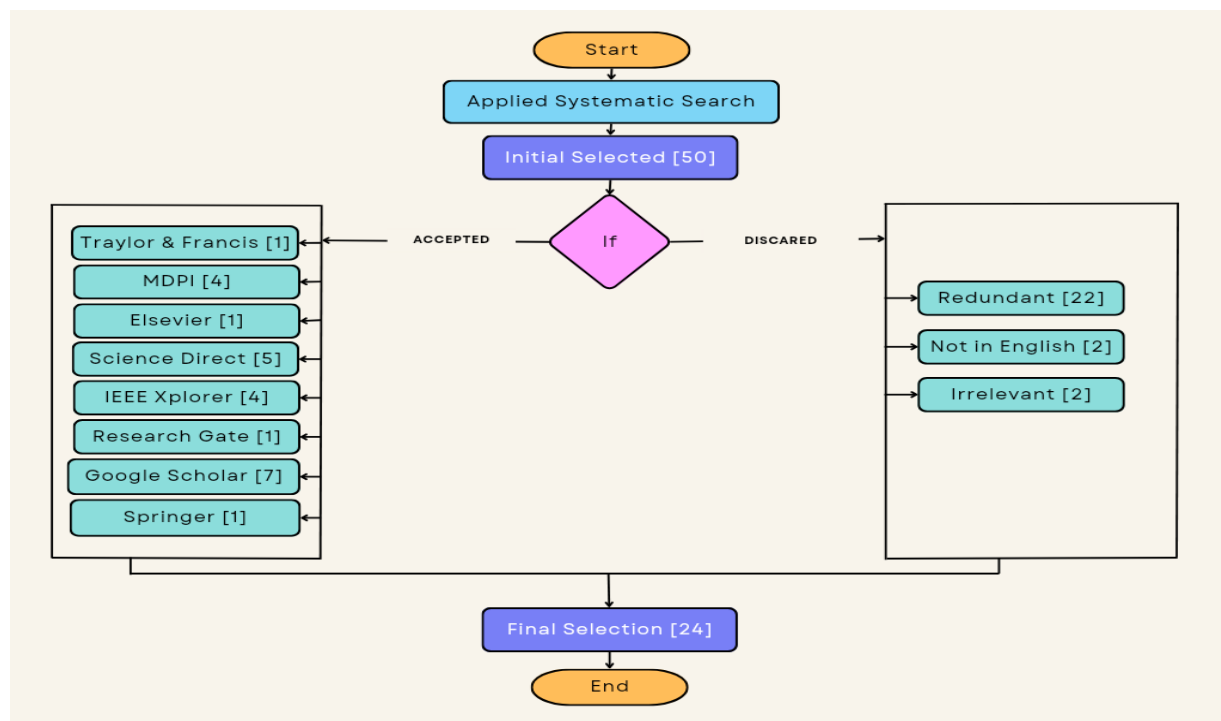 Start
Applied Systematic Search
Initial Selected [50]
If
ACCEPTED
DISCARED
Traylor & Francis [1]
MDPI [4]
Elsevier [1]
Science Direct [5]
IEEE Xplorer [4]
Research Gate [1]
Google Scholar [7]
Springer [1]
Redundant [22]
Not in English [2]
Irrelevant [2]
Final Selection [24]
End